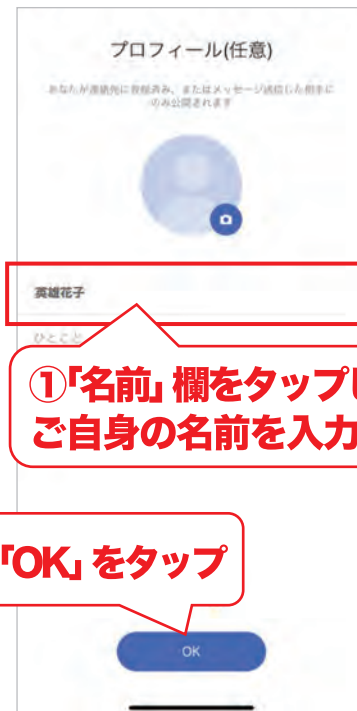 プロフィール(任意)
あなたが連絡先に登録済み、またはメッセージ送信した相手に
のみ公開されます
英雄花子
ひとこと
①「名前」欄をタップし
ご自身の名前を入力
「OK」をタップ
OK